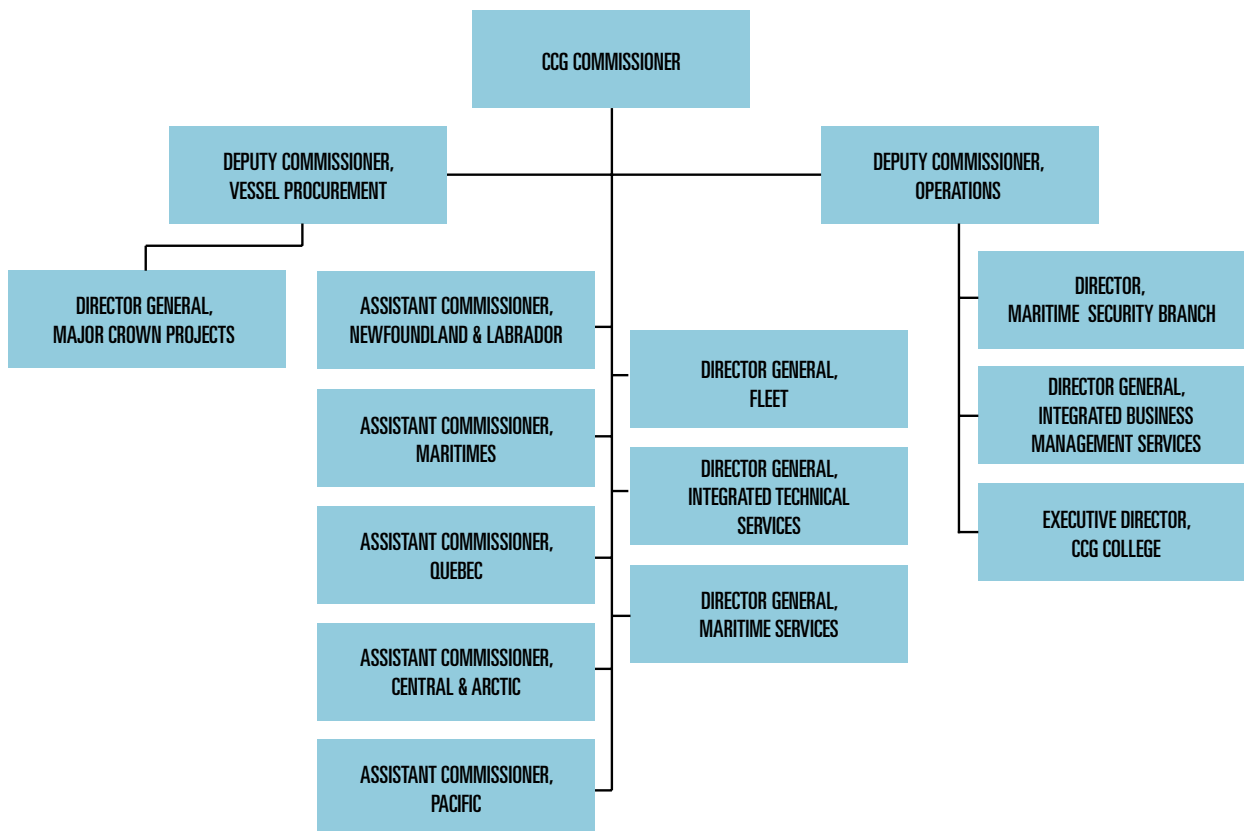 CCG COMMISSIONER
DEPUTY COMMISSIONER,
VESSEL PROCUREMENT
DEPUTY COMMISSIONER,
OPERATIONS
DIRECTOR GENERAL,
MAJOR CROWN PROJECTS
ASSISTANT COMMISSIONER,
NEWFOUNDLAND & LABRADOR
ASSISTANT COMMISSIONER,
MARITIMES
ASSISTANT COMMISSIONER,
QUEBEC
ASSISTANT COMMISSIONER,
CENTRAL & ARCTIC
ASSISTANT COMMISSIONER,
PACIFIC
DIRECTOR GENERAL,
FLEET
DIRECTOR GENERAL,
INTEGRATED TECHNICAL
SERVICES
DIRECTOR GENERAL,
MARITIME SERVICES
DIRECTOR,
MARITIME SECURITY BRANCH
DIRECTOR GENERAL,
INTEGRATED BUSINESS
MANAGEMENT SERVICES
EXECUTIVE DIRECTOR,
CCG COLLEGE